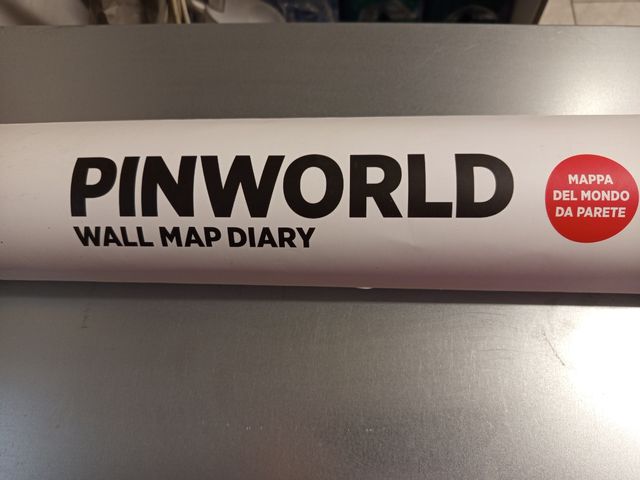 PINWORLD
WALL MAP DIARY
MAPPA
DEL MONDO
DA PARETE